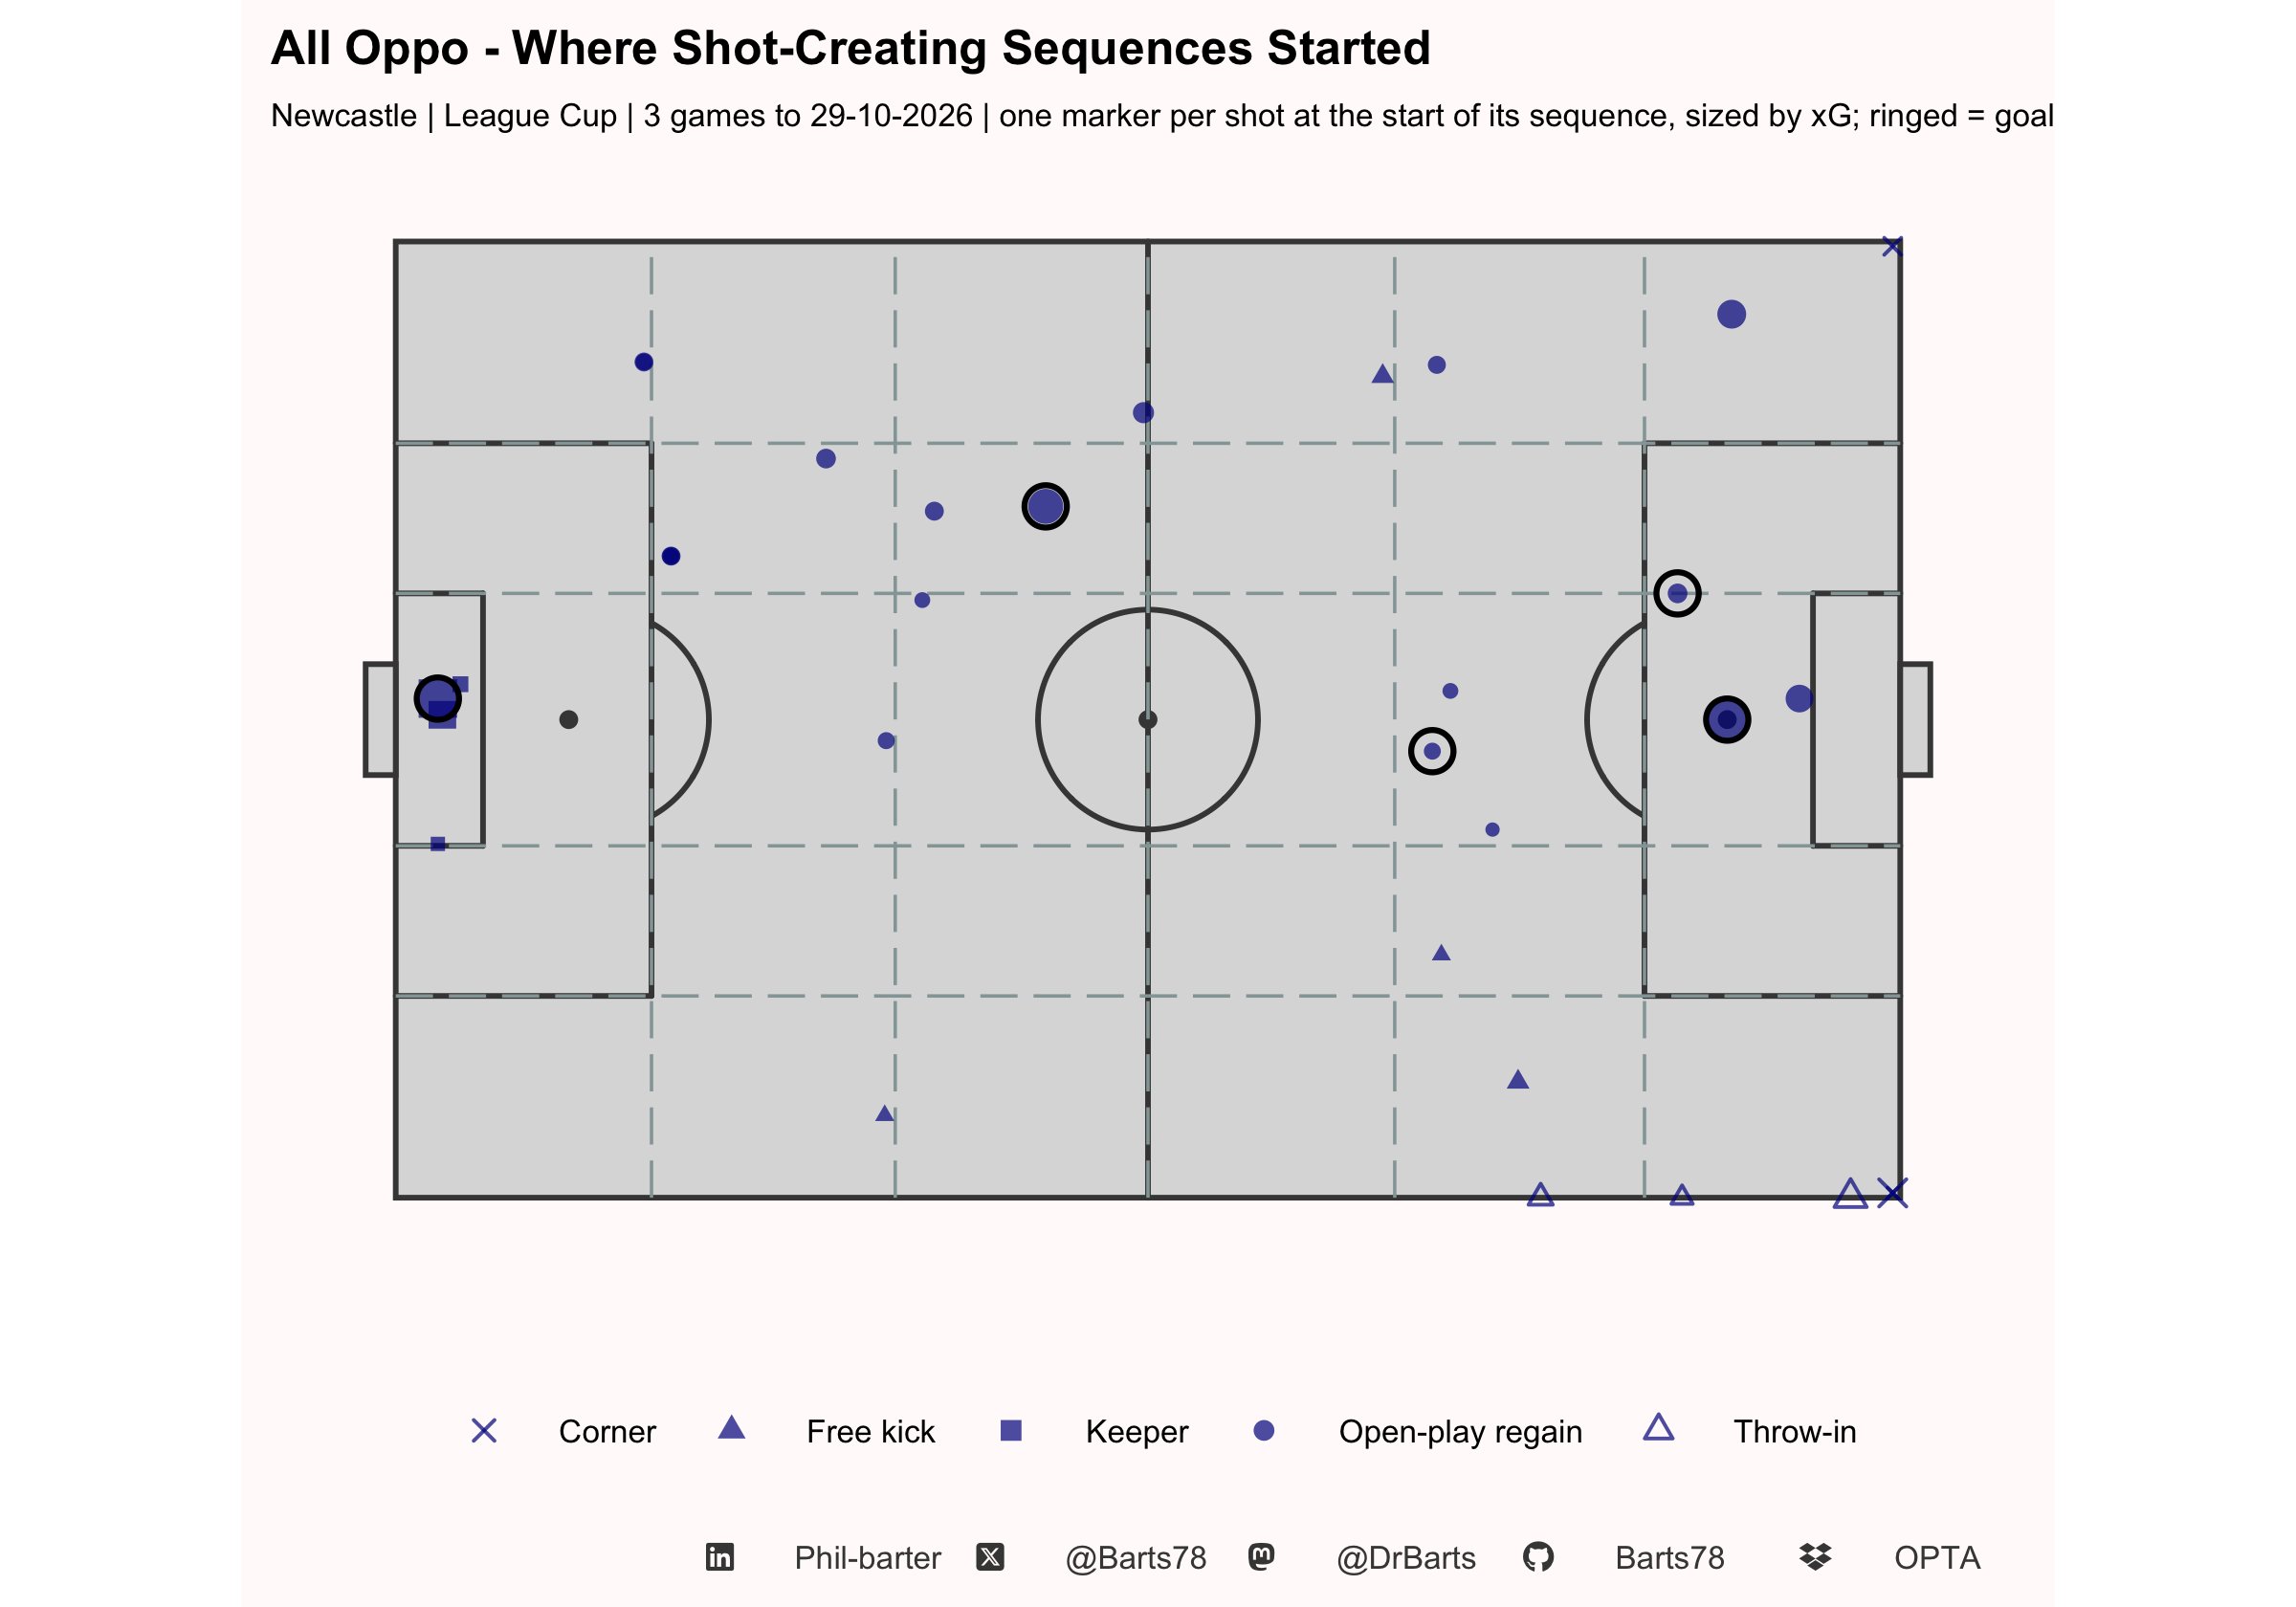 All Oppo - Where Shot-Creating Sequences Started
Newcastle | League Cup | 3 games to 29-10-2026 | one marker per shot at the start of its sequence, sized by xG; ringed = goal
Corner Free kick Keeper Open-play regain Throw-in
Phil-barter @Barts78 @DrBarts Barts78 OPTA